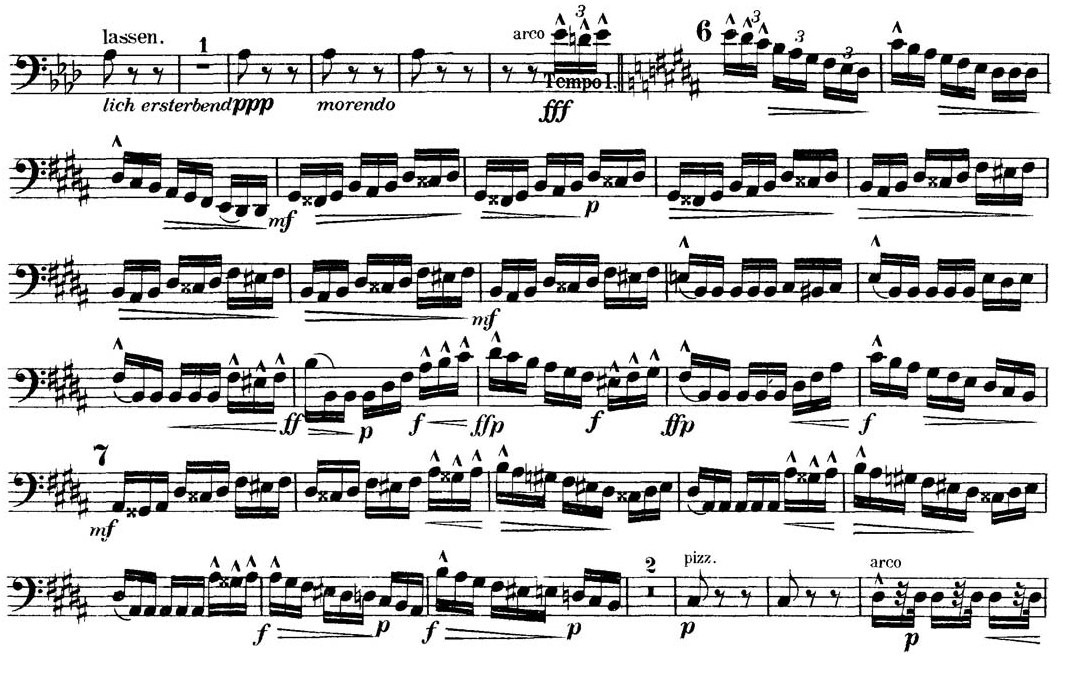 lassen. 1 arco 3 6 3 3 3
lich ersterbend ppp morendo fff Tempo I.
mf p
mf
ff p f ffp f ffp f
7
mf
2 pizz. arco
f p f p p p